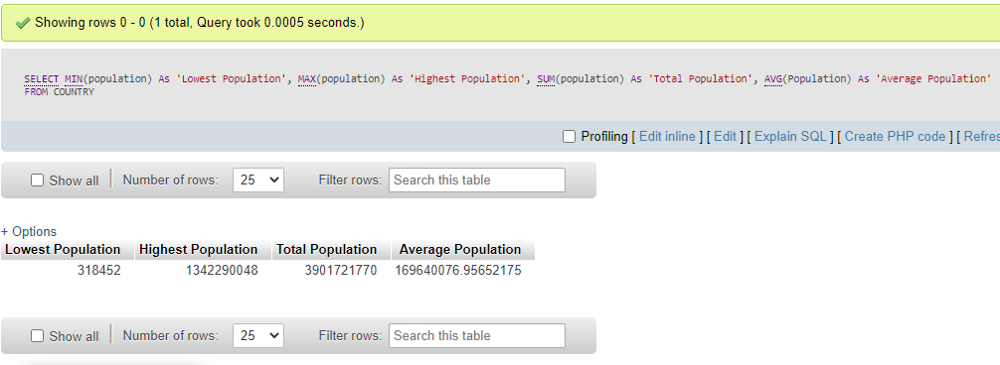 Showing rows 0 - 0 (1 total, Query took 0.0005 seconds.)
SELECT MIN(population) As 'Lowest Population', MAX(population) As 'Highest Population', SUM(population) As 'Total Population', AVG(Population) As 'Average Population'
FROM COUNTRY
Profiling [ Edit inline ] [ Edit ] [ Explain SQL ] [ Create PHP code ] [ Refres
Show all Number of rows: 25 Filter rows: Search this table
+ Options
Lowest Population Highest Population Total Population Average Population
318452 1342290048 3901721770 169640076.95652175
Show all Number of rows: 25 Filter rows: Search this table